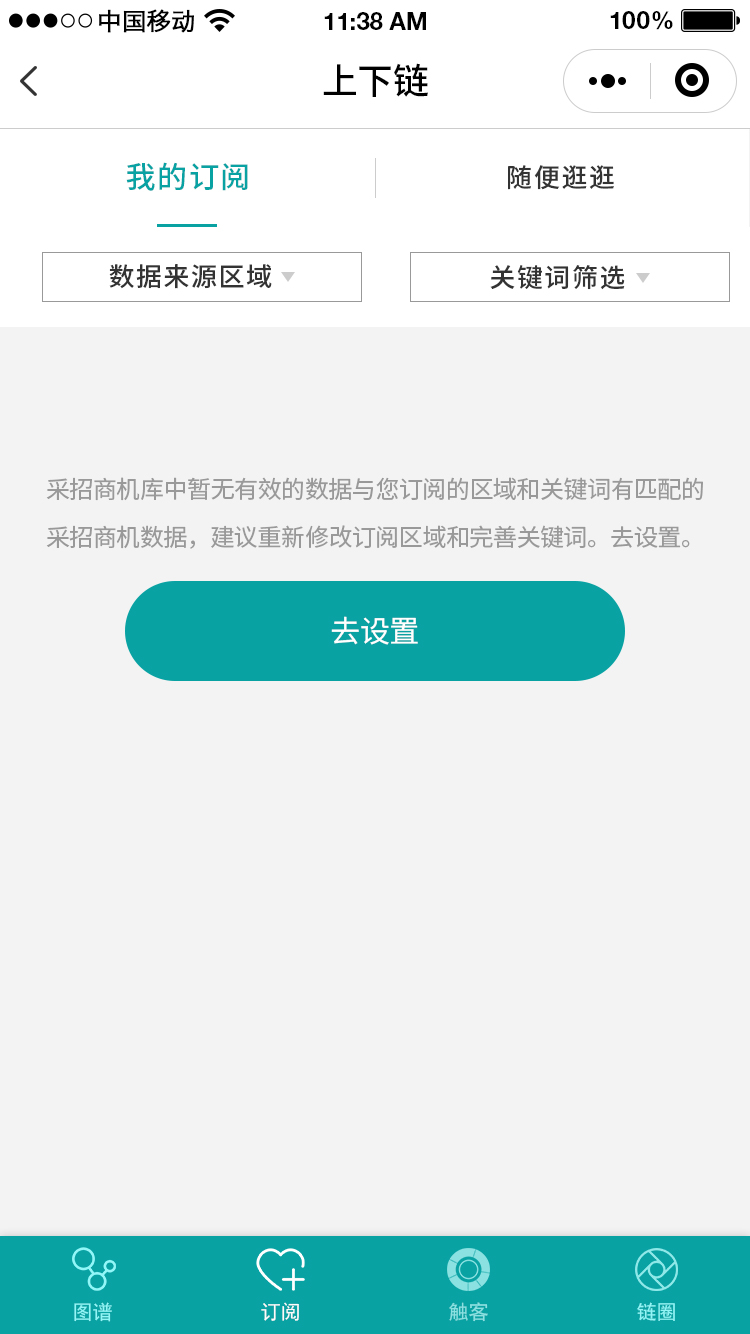 中国移动 11:38 AM 100%
上下链
我的订阅 随便逛逛
数据来源区域 关键词筛选
采招商机库中暂无有效的数据与您订阅的区域和关键词有匹配的
采招商机数据，建议重新修改订阅区域和完善关键词。去设置。
去设置
图谱 订阅 触客 链圈